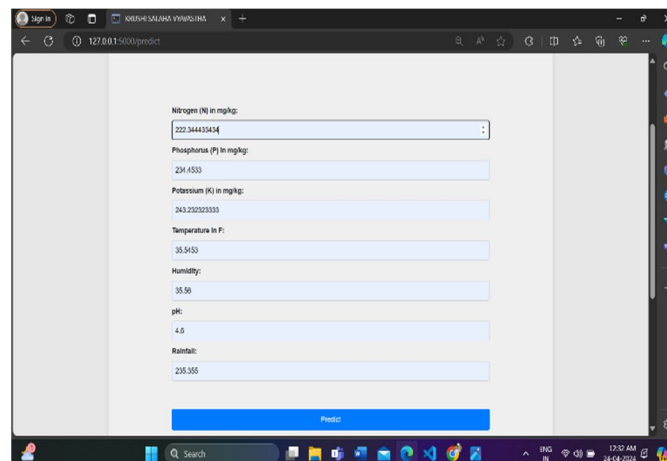 Sign in
KRUSHI SALAHA VYAWASTHA
127.0.0.1:5000/predict
Nitrogen (N) in mg/kg:
222.344433434
Phosphorus (P) in mg/kg:
234.4533
Potassium (K) in mg/kg:
243.232323333
Temperature in F:
35.5453
Humidity:
35.56
pH:
4.6
Rainfall:
235.355
Predict
Search
ENG
IN
12:32 AM
24-04-2024